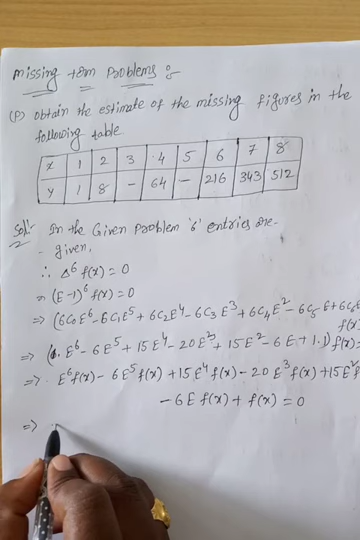 Missing term Problems :-
(P) obtain the estimate of the missing figures in the
following table
x 1 2 3 4 5 6 7 8
y 1 8 - 64 - 216 343 512
Sol:- In the Given Problem '6' entries are
given.
∴ Δ⁶ f(x) = 0
⇒ (E-1)⁶ f(x) = 0
⇒ (6C₀E⁶ - 6C₁E⁵ + 6C₂E⁴ - 6C₃E³ + 6C₄E² - 6C₅E + 6C₆
f(x)
⇒ (1.E⁶ - 6E⁵ + 15E⁴ - 20E³ + 15E² - 6E + 1.1) f(x) =
⇒ E⁶f(x) - 6E⁵f(x) + 15E⁴f(x) - 20E³f(x) + 15E²f
- 6E f(x) + f(x) = 0
⇒